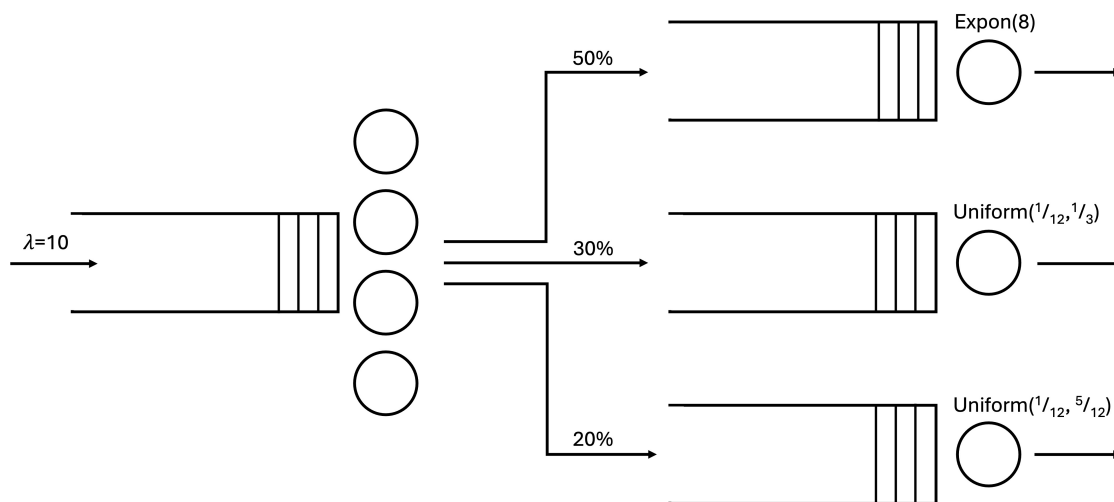 Expon(8)
50%
Uniform(¹/₁₂,¹/₃)
λ=10
30%
Uniform(¹/₁₂, ⁵/₁₂)
20%